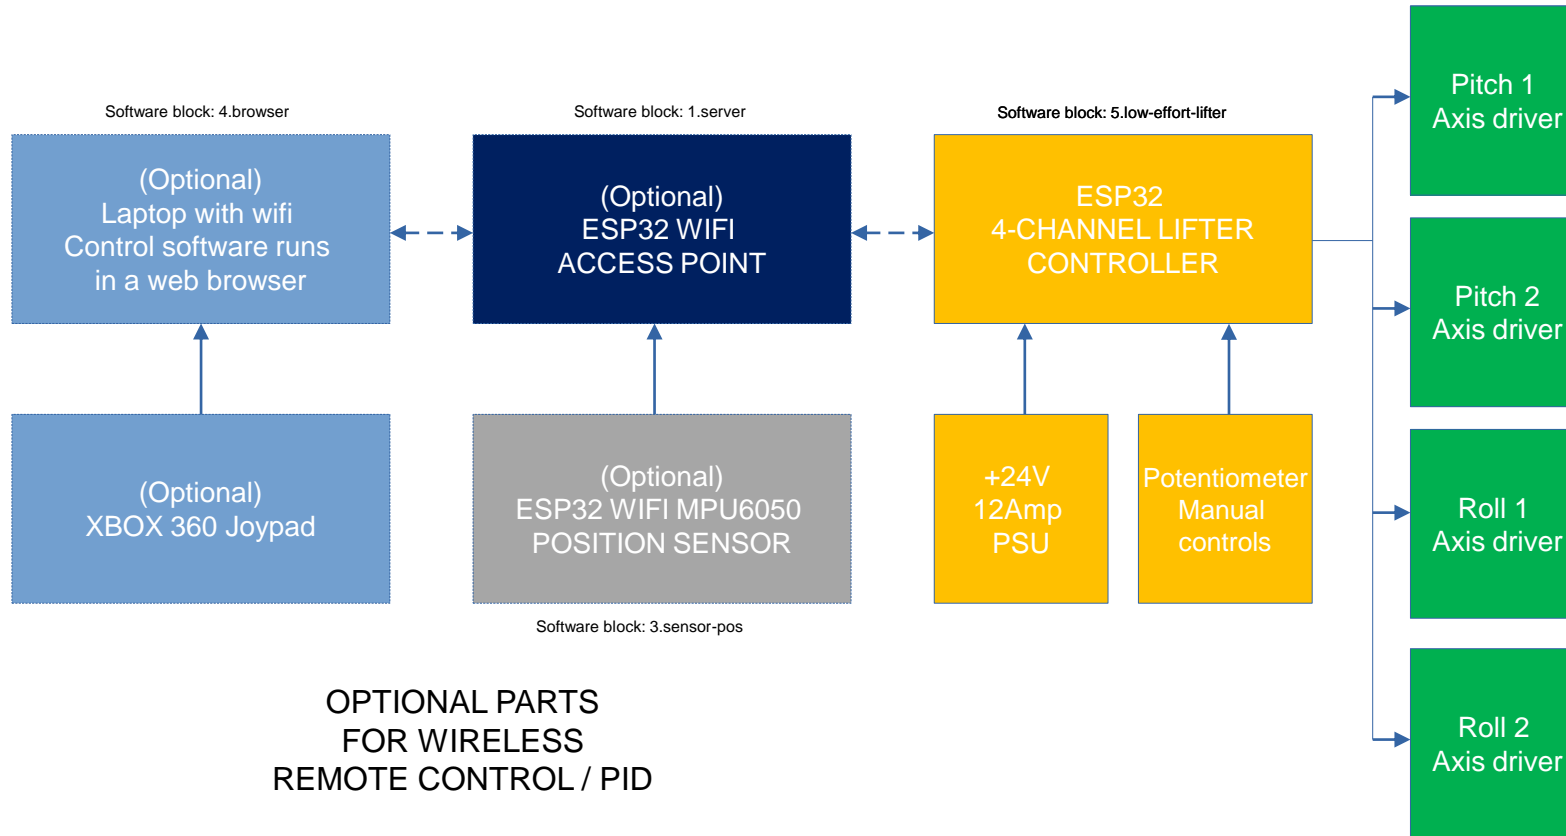 Software block: 4.browser
(Optional)
Laptop with wifi
Control software runs
in a web browser
Software block: 1.server
(Optional)
ESP32 WIFI
ACCESS POINT
Software block: 5.low-effort-lifter
ESP32
4-CHANNEL LIFTER
CONTROLLER
Pitch 1
Axis driver
Pitch 2
Axis driver
(Optional)
XBOX 360 Joypad
(Optional)
ESP32 WIFI MPU6050
POSITION SENSOR
Software block: 3.sensor-pos
+24V
12Amp
PSU
Potentiometer
Manual
controls
Roll 1
Axis driver
Roll 2
Axis driver
OPTIONAL PARTS
FOR WIRELESS
REMOTE CONTROL / PID